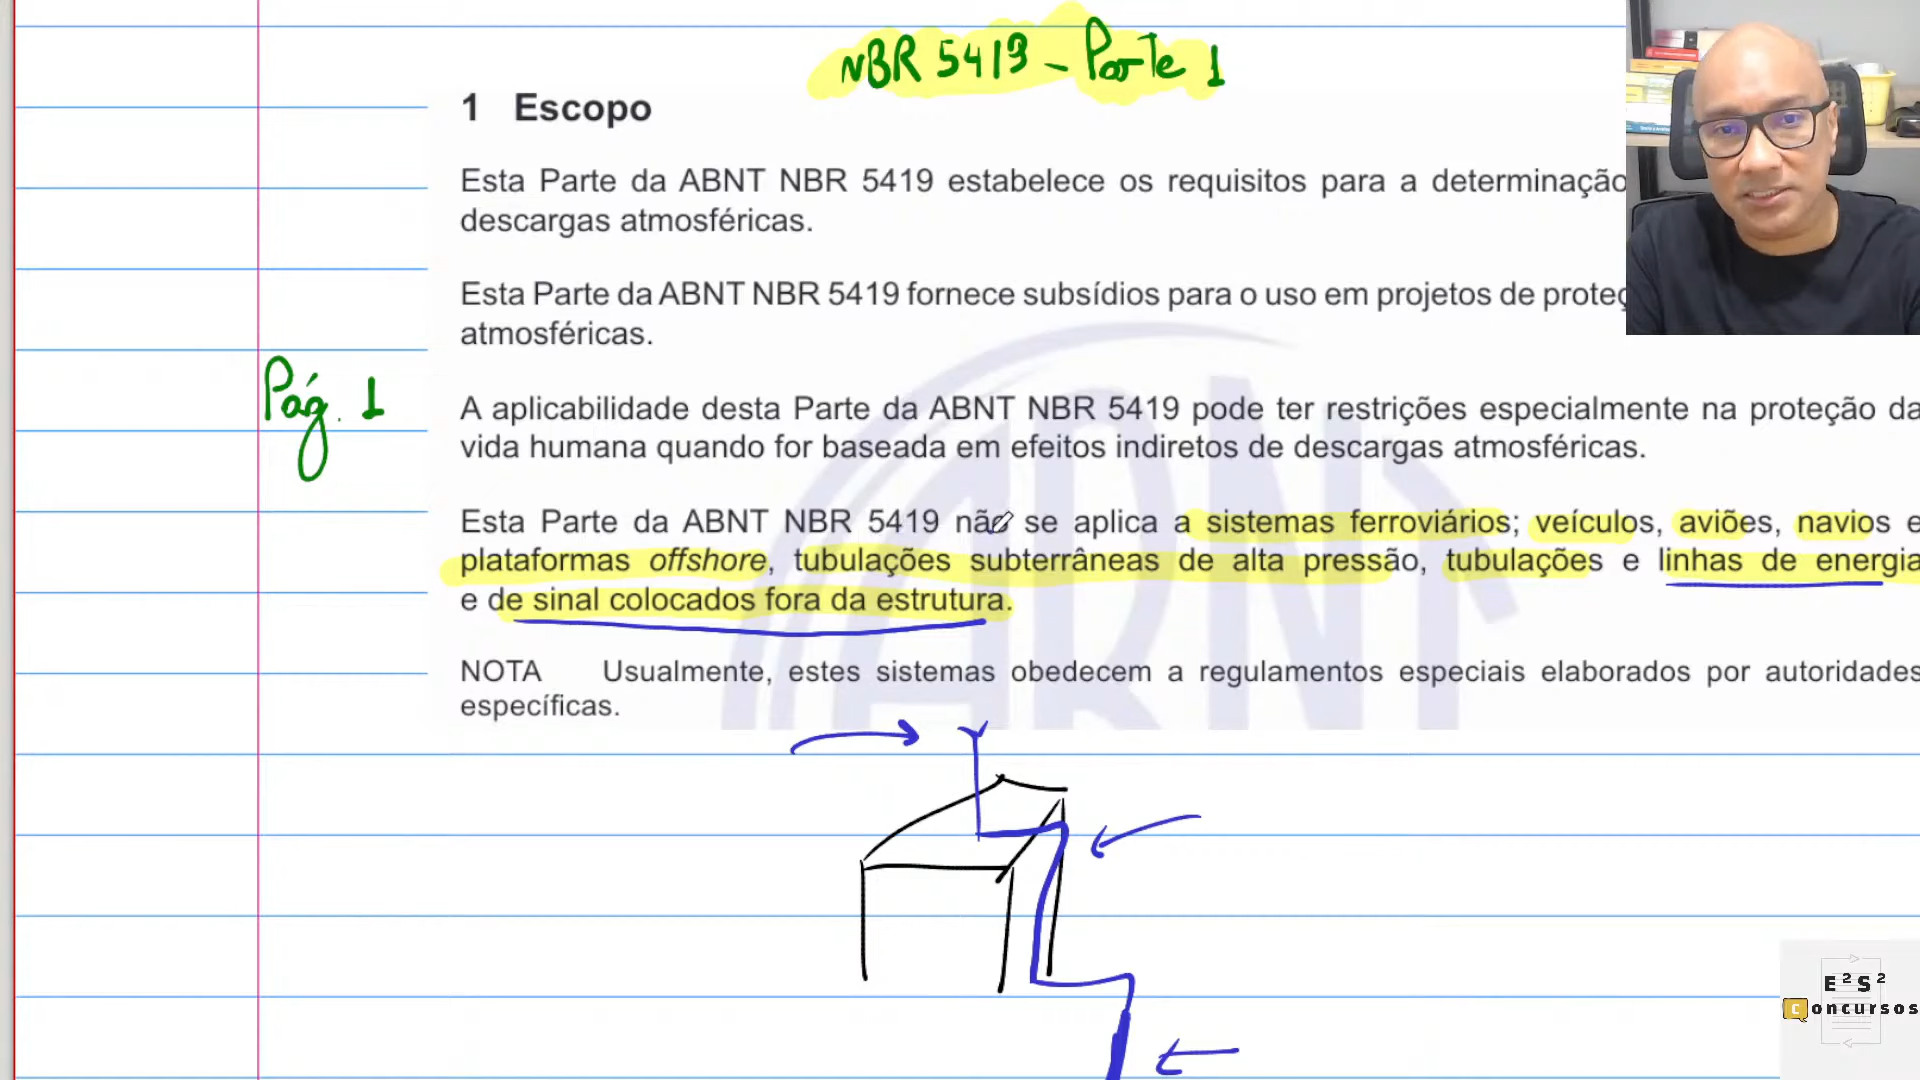 NBR 5419 - Parte 1
1 Escopo
Esta Parte da ABNT NBR 5419 estabelece os requisitos para a determinação
descargas atmosféricas.
Esta Parte da ABNT NBR 5419 fornece subsídios para o uso em projetos de prote
atmosféricas.
Pág. 1
A aplicabilidade desta Parte da ABNT NBR 5419 pode ter restrições especialmente na proteção da
vida humana quando for baseada em efeitos indiretos de descargas atmosféricas.
Esta Parte da ABNT NBR 5419 não se aplica a sistemas ferroviários; veículos, aviões, navios e
plataformas offshore, tubulações subterrâneas de alta pressão, tubulações e linhas de energia
e de sinal colocados fora da estrutura.
NOTA Usualmente, estes sistemas obedecem a regulamentos especiais elaborados por autoridades
específicas.
ABNT
E²S²
Concursos